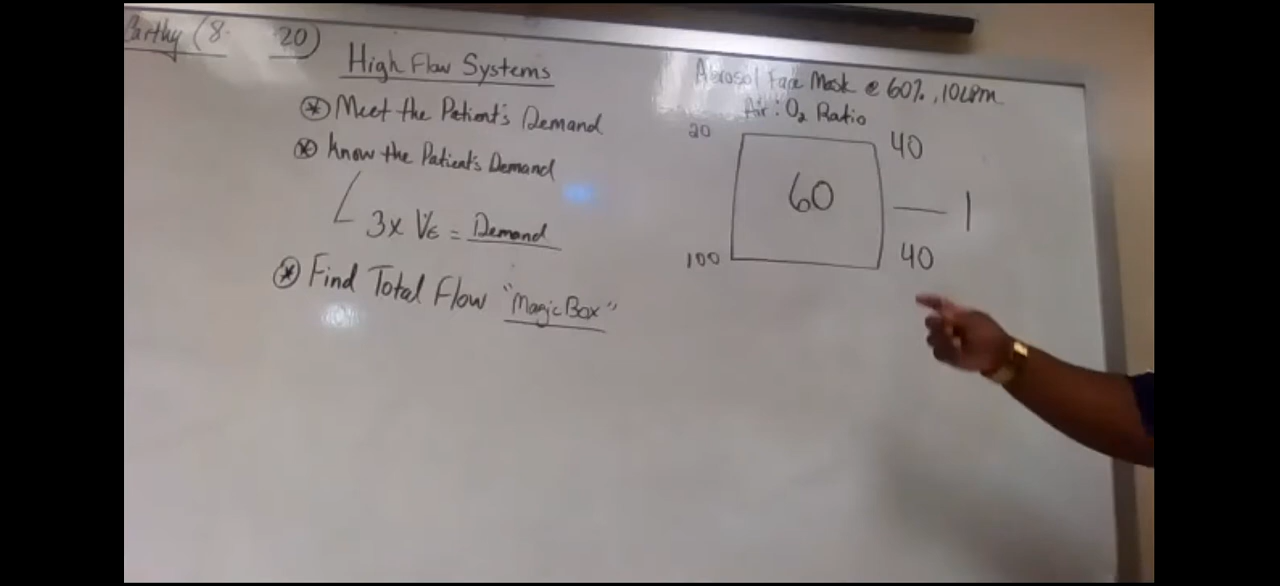 Carthy (8- 20)
High Flow Systems
* Meet the Patient's Demand
* Know the Patient's Demand
3x VE = Demand
* Find Total Flow "Magic Box"
Aerosol Face Mask @ 60%, 10LPM
Air : O₂ Ratio
20
40
60
1
100
40